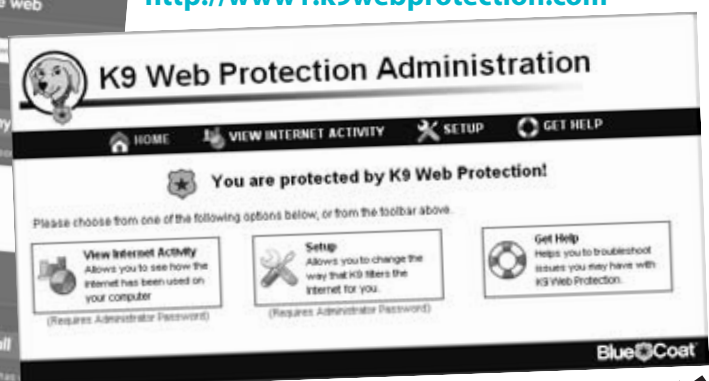 e web
http://www1.k9webprotection.com
K9 Web Protection Administration
HOME VIEW INTERNET ACTIVITY SETUP GET HELP
You are protected by K9 Web Protection!
Please choose from one of the following options below, or from the toolbar above.
View Internet Activity
Allows you to see how the
Internet has been used on
your computer
(Requires Administrator Password)
Setup
Allows you to change the
way that K9 filters the
Internet for you.
(Requires Administrator Password)
Get Help
Helps you to troubleshoot
issues you may have with
K9 Web Protection.
Blue Coat